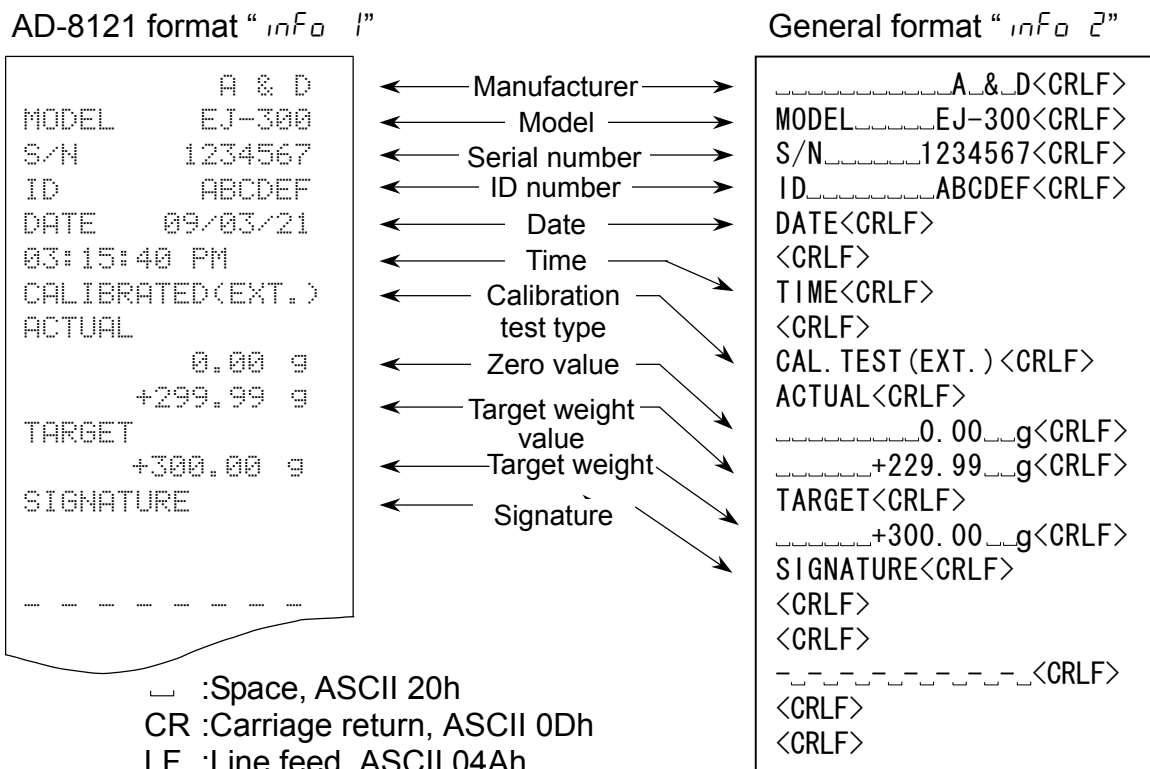 AD-8121 format “ info 1”
A & D
MODEL EJ-300
S/N 1234567
ID ABCDEF
DATE 09/03/21
03:15:40 PM
CALIBRATED(EXT.)
ACTUAL
0.00 g
+299.99 g
TARGET
+300.00 g
SIGNATURE
_ _ _ _ _ _ _ _
Manufacturer
Model
Serial number
ID number
Date
Time
Calibration
test type
Zero value
Target weight
value
Target weight
Signature
General format “ info 2”
␣␣␣␣␣␣␣␣␣␣␣A␣&␣D<CRLF>
MODEL␣␣␣␣␣EJ-300<CRLF>
S/N␣␣␣␣␣␣1234567<CRLF>
ID␣␣␣␣␣␣␣␣ABCDEF<CRLF>
DATE<CRLF>
<CRLF>
TIME<CRLF>
<CRLF>
CAL.TEST(EXT.)<CRLF>
ACTUAL<CRLF>
␣␣␣␣␣␣␣␣␣0.00␣␣g<CRLF>
␣␣␣␣␣␣+229.99␣␣g<CRLF>
TARGET<CRLF>
␣␣␣␣␣␣+300.00␣␣g<CRLF>
SIGNATURE<CRLF>
<CRLF>
<CRLF>
-␣-␣-␣-␣-␣-␣-␣-␣<CRLF>
<CRLF>
<CRLF>
␣ :Space, ASCII 20h
CR :Carriage return, ASCII 0Dh
LF :Line feed, ASCII 04Ah